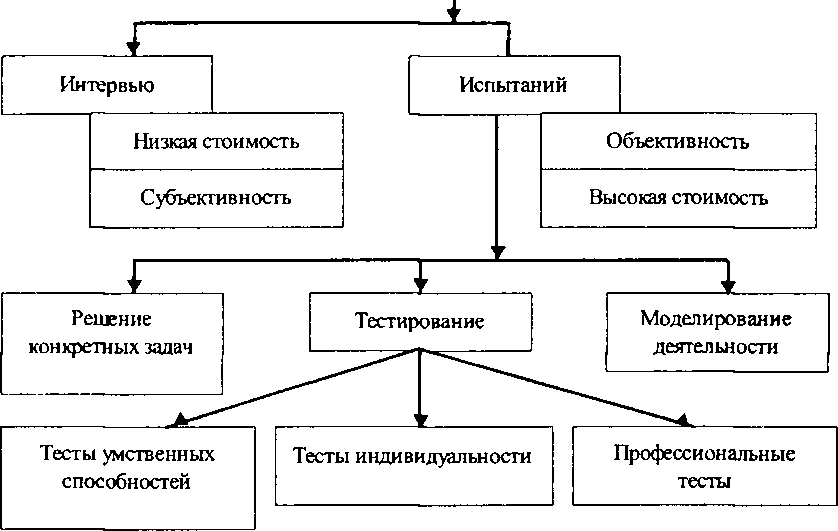 Интервью
Испытаний
Низкая стоимость
Субъективность
Объективность
Высокая стоимость
Решение
конкретных задач
Тестирование
Моделирование
деятельности
Тесты умственных
способностей
Тесты индивидуальности
Профессиональные
тесты